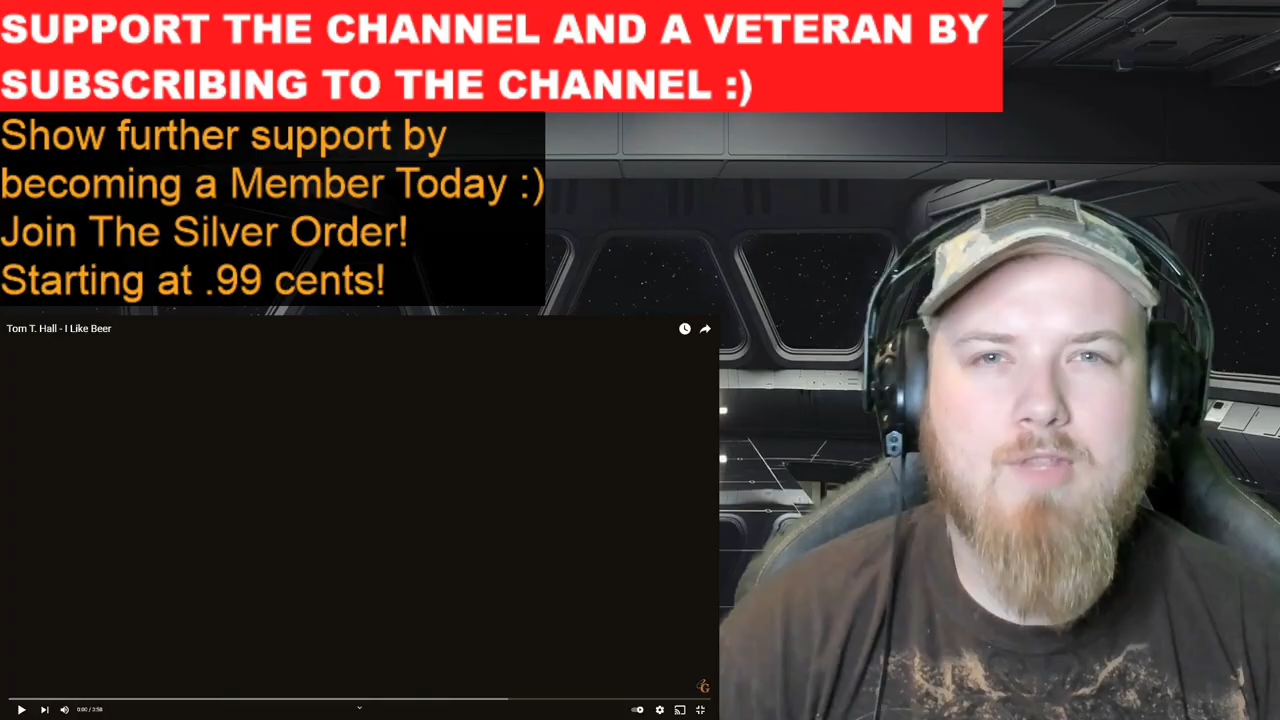 SUPPORT THE CHANNEL AND A VETERAN BY
SUBSCRIBING TO THE CHANNEL :)
Show further support by
becoming a Member Today :)
Join The Silver Order!
Starting at .99 cents!
Tom T. Hall - I Like Beer
0:00 / 3:58